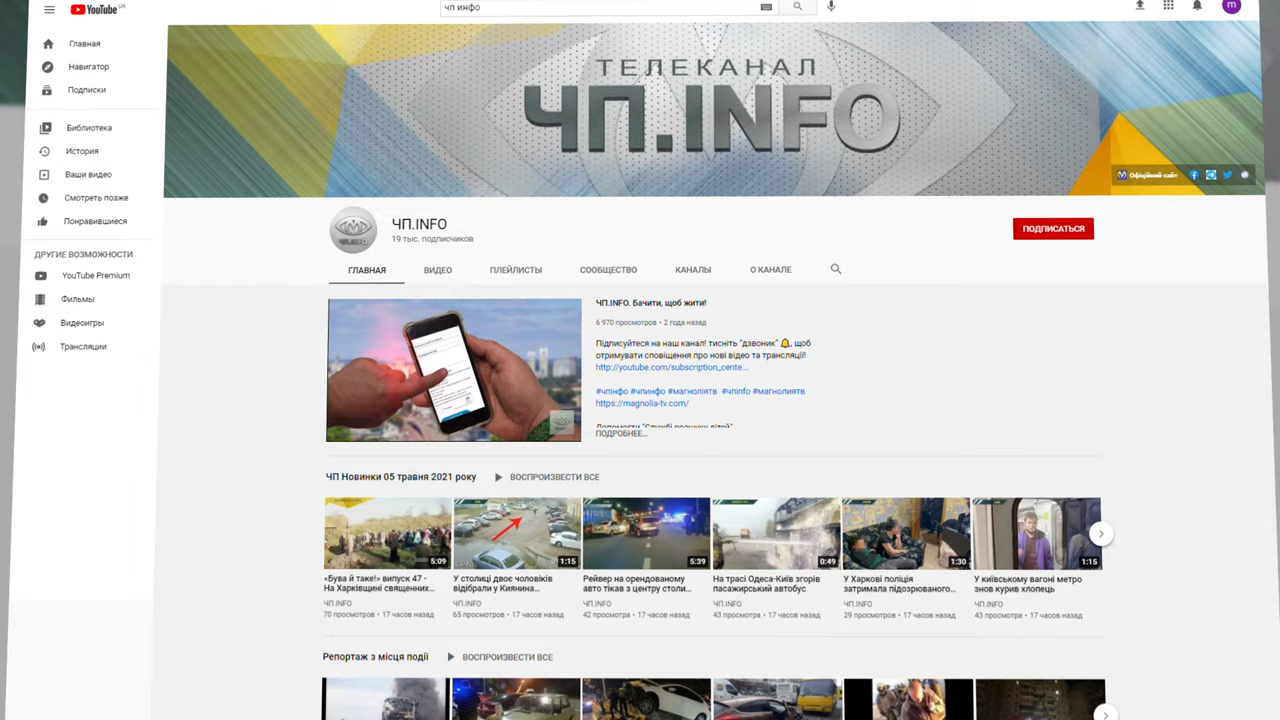 YouTube UA
чп инфо
m
Главная
Навигатор
Подписки
Библиотека
История
Ваши видео
Смотреть позже
Понравившиеся
ДРУГИЕ ВОЗМОЖНОСТИ
YouTube Premium
Фильмы
Видеоигры
Трансляции
ТЕЛЕКАНАЛ
ЧП.INFO
Офіційний сайт
ЧП.INFO
19 тыс. подписчиков
ПОДПИСАТЬСЯ
ГЛАВНАЯ ВИДЕО ПЛЕЙЛИСТЫ СООБЩЕСТВО КАНАЛЫ О КАНАЛЕ
ЧП.INFO. Бачити, щоб жити!
6 970 просмотров • 2 года назад
Підписуйтеся на наш канал! тисніть "дзвоник" 🔔, щоб
отримувати сповіщення про нові відео та трансляції!
http://youtube.com/subscription_cente...
#чпінфо #чпинфо #магноліятв #чпinfo #магнолиятв
https://magnolia-tv.com/
Допомогти "Службі розшуку дітей"
ПОДРОБНЕЕ...
ЧП Новинки 05 травня 2021 року ВОСПРОИЗВЕСТИ ВСЕ
5:09 1:15 5:39 0:49 1:30 1:15
«Бува й таке!» випуск 47 -
На Харківщині священних...
ЧП.INFO
70 просмотров • 17 часов назад
У столиці двоє чоловіків
відібрали у Киянина...
ЧП.INFO
65 просмотров • 17 часов назад
Рейвер на орендованому
авто тікав з центру столи...
ЧП.INFO
42 просмотра • 17 часов назад
На трасі Одеса-Київ згорів
пасажирський автобус
ЧП.INFO
43 просмотра • 17 часов назад
У Харкові поліція
затримала підозрюваного...
ЧП.INFO
29 просмотров • 17 часов назад
У київському вагоні метро
знов курив хлопець
ЧП.INFO
43 просмотра • 17 часов назад
Репортаж з місця події ВОСПРОИЗВЕСТИ ВСЕ